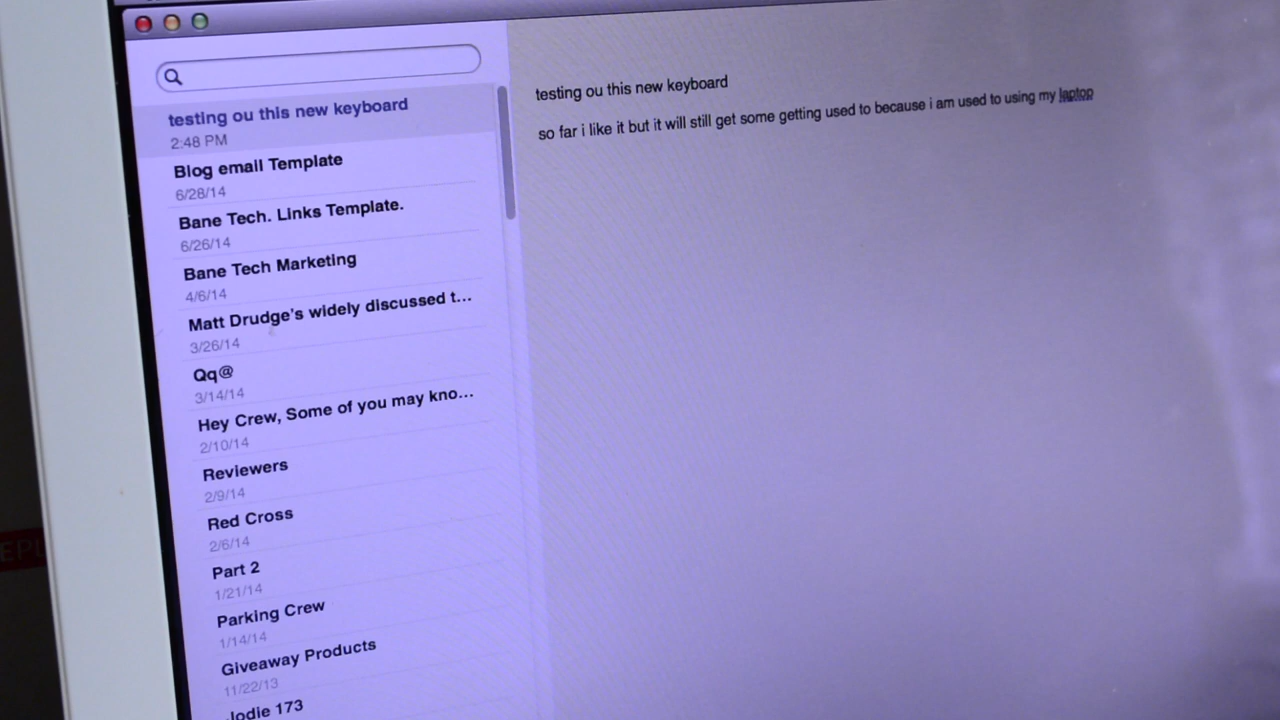 testing ou this new keyboard
2:48 PM
Blog email Template
6/28/14
Bane Tech. Links Template.
6/26/14
Bane Tech Marketing
4/6/14
Matt Drudge's widely discussed t...
3/26/14
Qq@
3/14/14
Hey Crew, Some of you may kno...
2/10/14
Reviewers
2/9/14
Red Cross
2/6/14
Part 2
1/21/14
Parking Crew
1/14/14
Giveaway Products
11/22/13
Jodie 173
testing ou this new keyboard
so far i like it but it will still get some getting used to because i am used to using my laptop